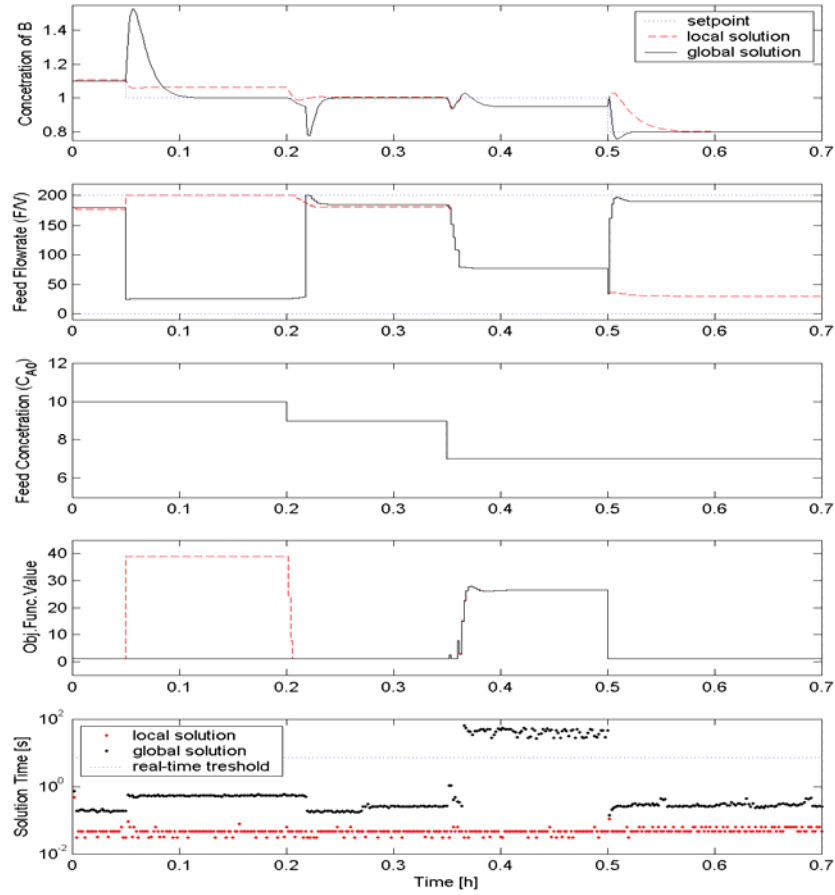 Concetration of B
1.4
1.2
1
0.8
setpoint
local solution
global solution
0 0.1 0.2 0.3 0.4 0.5 0.6 0.7
Feed Flowrate (F/V)
200
150
100
50
0
0 0.1 0.2 0.3 0.4 0.5 0.6 0.7
Feed Concetration (C_A0)
12
10
8
6
0 0.1 0.2 0.3 0.4 0.5 0.6 0.7
Obj.Func.Value
40
30
20
10
0
0 0.1 0.2 0.3 0.4 0.5 0.6 0.7
Solution Time [s]
10^2
10^0
10^-2
local solution
global solution
real-time treshold
0 0.1 0.2 0.3 0.4 0.5 0.6 0.7
Time [h]